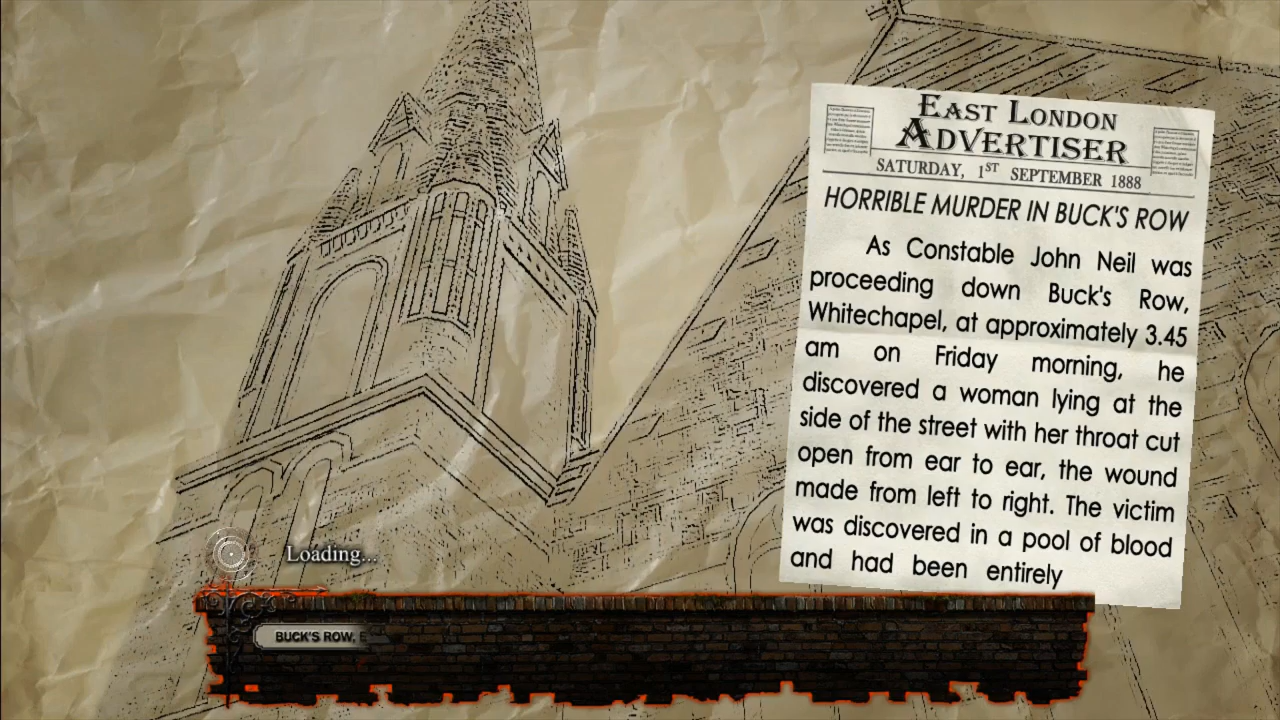 EAST LONDON
ADVERTISER
SATURDAY, 1ST SEPTEMBER 1888
HORRIBLE MURDER IN BUCK'S ROW
As Constable John Neil was
proceeding down Buck's Row,
Whitechapel, at approximately 3.45
am on Friday morning, he
discovered a woman lying at the
side of the street with her throat cut
open from ear to ear, the wound
made from left to right. The victim
was discovered in a pool of blood
and had been entirely
Loading...
BUCK'S ROW, E